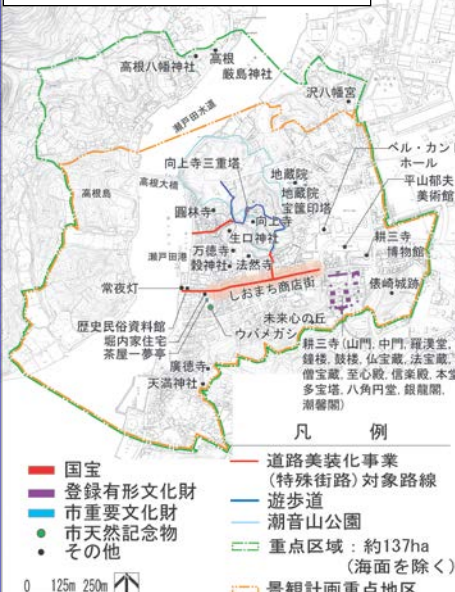 高根八幡神社
高根
厳島神社
沢八幡宮
瀬戸田水道
ベル・カント
ホール
向上寺三重塔
地蔵院
平山郁夫
美術館
高根島
高根大橋
地蔵院
宝篋印塔
圓林寺
向上寺
生口神社
耕三寺
博物館
瀬戸田港
万徳寺
穀神社
法然寺
俵崎城跡
常夜灯
しおまち商店街
歴史民俗資料館
未来心の丘
堀内家住宅
ウバメガシ
茶屋一夢亭
耕三寺(山門, 中門, 羅漢堂,
鐘楼, 鼓楼, 仏宝蔵, 法宝蔵,
僧宝蔵, 至心殿, 信楽殿, 本堂
多宝塔, 八角円堂, 銀龍閣,
潮馨閣)
廣徳寺
天満神社
凡 例
国宝
登録有形文化財
市重要文化財
市天然記念物
その他
道路美装化事業
(特殊街路)対象路線
遊歩道
潮音山公園
重点区域:約137ha
(海面を除く)
景観計画重点地区
0 125m 250m